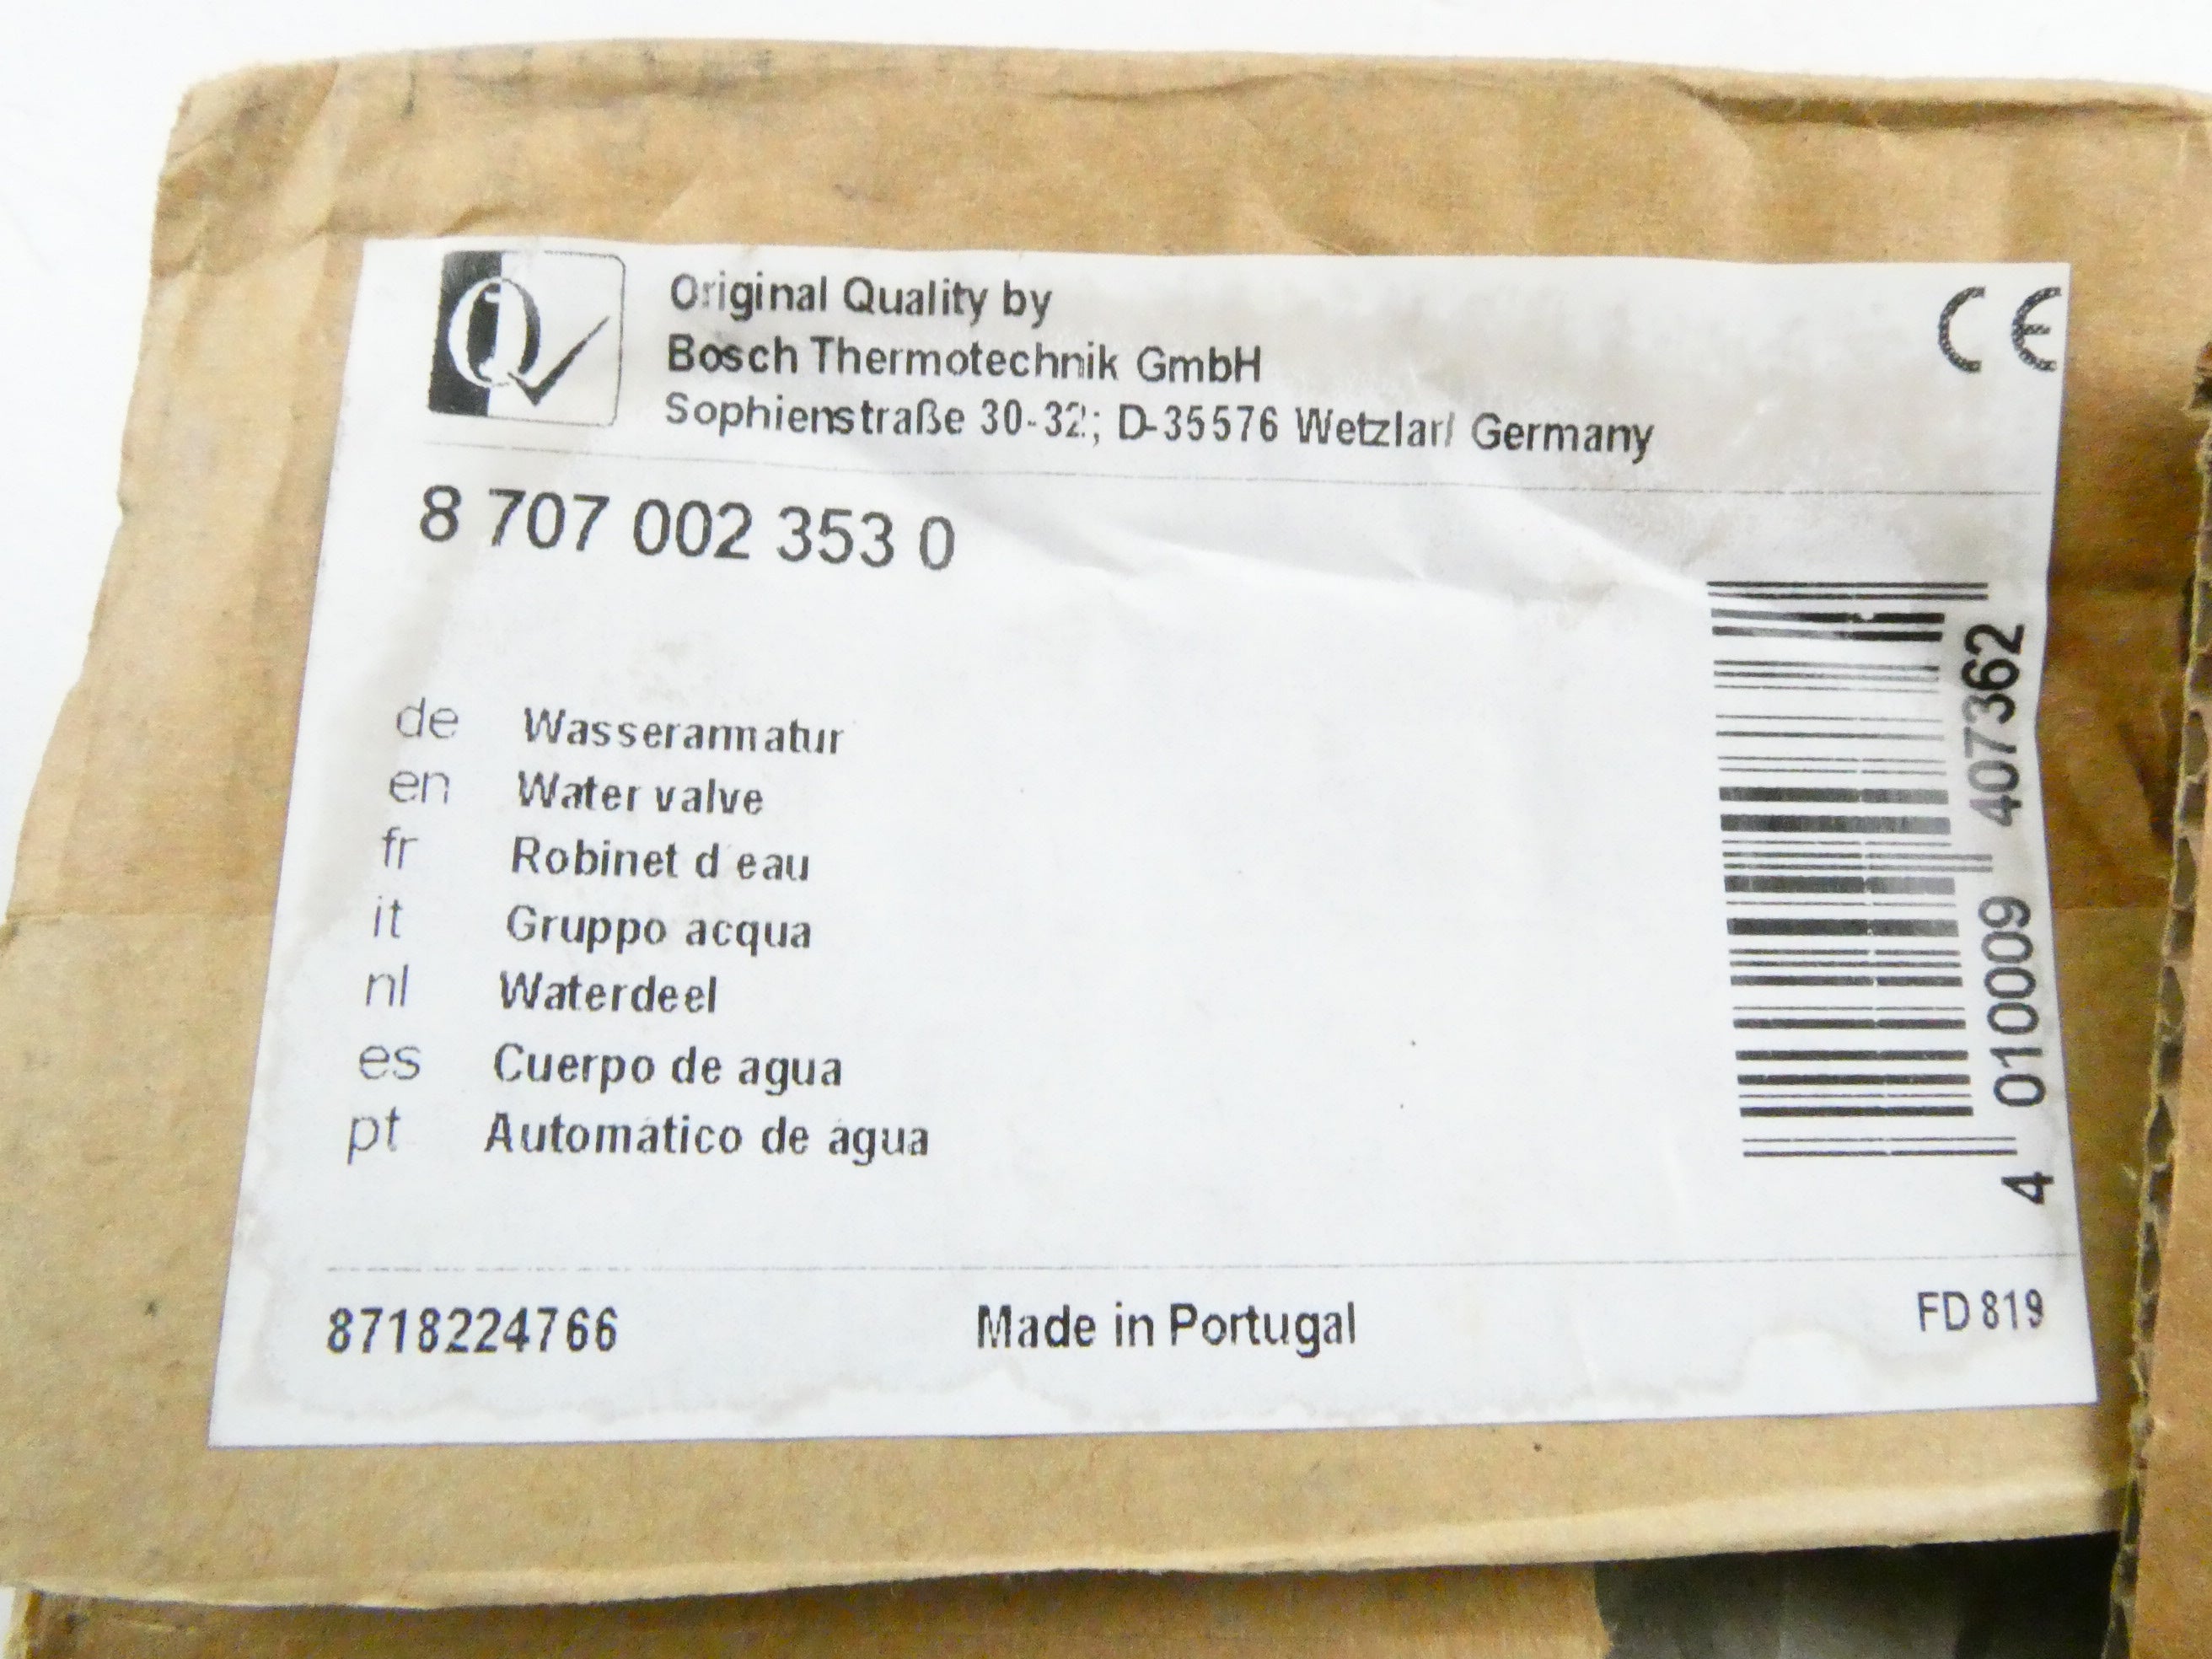 Original Quality by
Bosch Thermotechnik GmbH
Sophienstraße 30-32; D-35576 Wetzlar/ Germany
CE
8 707 002 353 0
de Wasserarmatur
en Water valve
fr Robinet d eau
it Gruppo acqua
nl Waterdeel
es Cuerpo de agua
pt Automático de água
4 010009 407362
8718224766 Made in Portugal FD 819